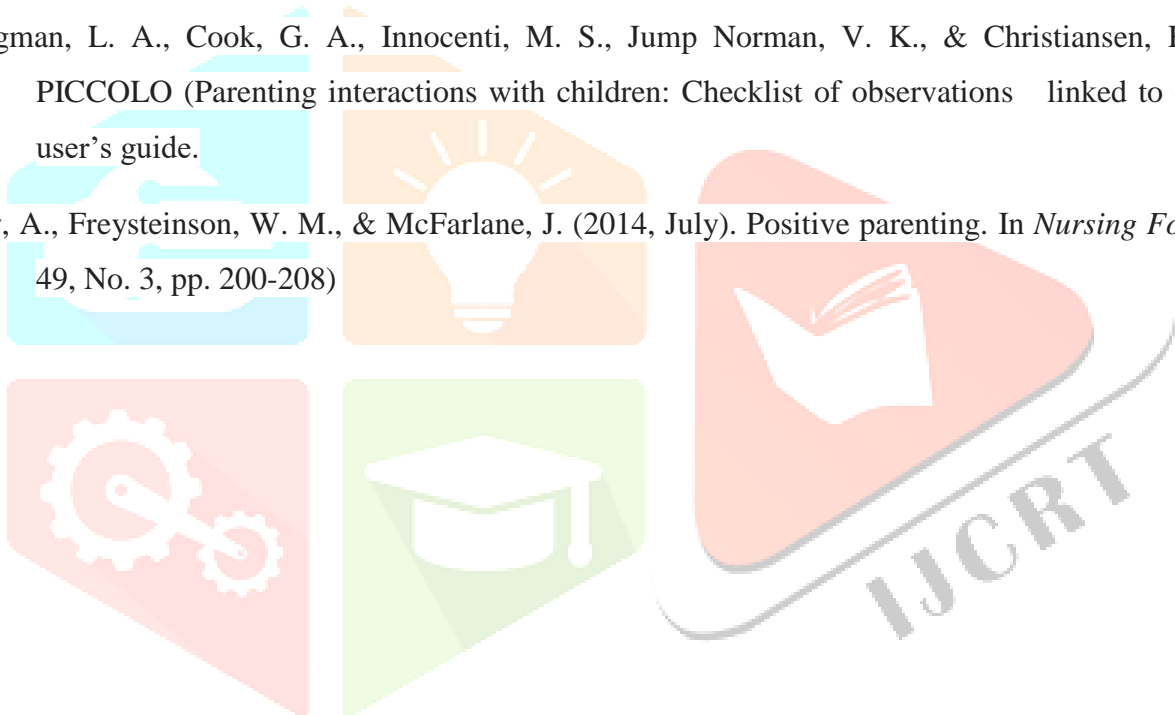 gman, L. A., Cook, G. A., Innocenti, M. S., Jump Norman, V. K., & Christiansen,
PICCOLO (Parenting interactions with children: Checklist of observations linked to
user’s guide.
, A., Freysteinson, W. M., & McFarlane, J. (2014, July). Positive parenting. In Nursing Fo
49, No. 3, pp. 200-208)
IJCRT